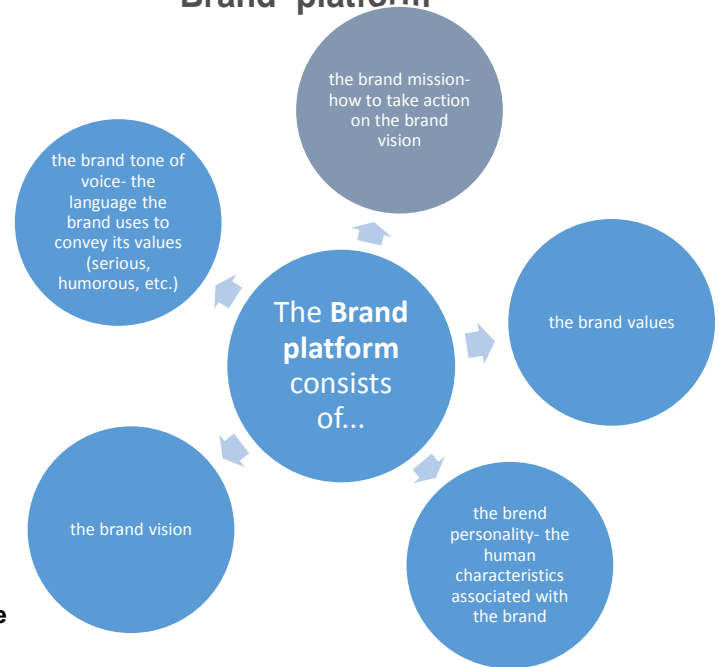 Brand platform
the brand mission-
how to take action
on the brand
vision
the brand tone of
voice- the
language the
brand uses to
convey its values
(serious,
humorous, etc.)
The Brand
platform
consists
of...
the brand values
the brand vision
the brend
personality- the
human
characteristics
associated with
the brand
e